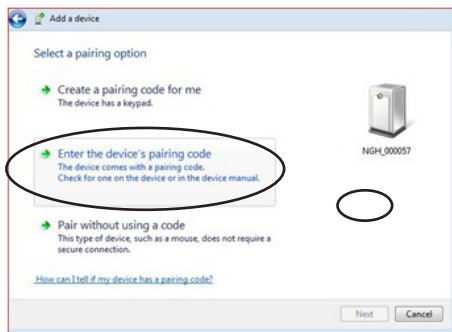 Add a device
Select a pairing option
Create a pairing code for me
The device has a keypad.
Enter the device's pairing code
The device comes with a pairing code.
Check for one on the device or in the device manual.
NGH_000057
Pair without using a code
This type of device, such as a mouse, does not require a
secure connection.
How can I tell if my device has a pairing code?
Next
Cancel